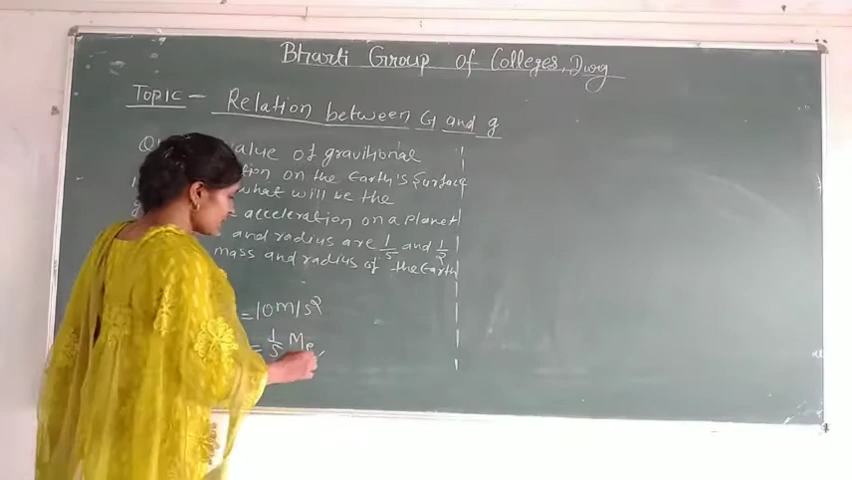 Bharti Group of Colleges, Durg
Topic - Relation between G and g
value of gravitional
on the Earth's Surface
what will be the
acceleration on a planet
and radius are 1/5 and 1/2
mass and radius of the Earth
= 10m/s2
= 1/5 Me,